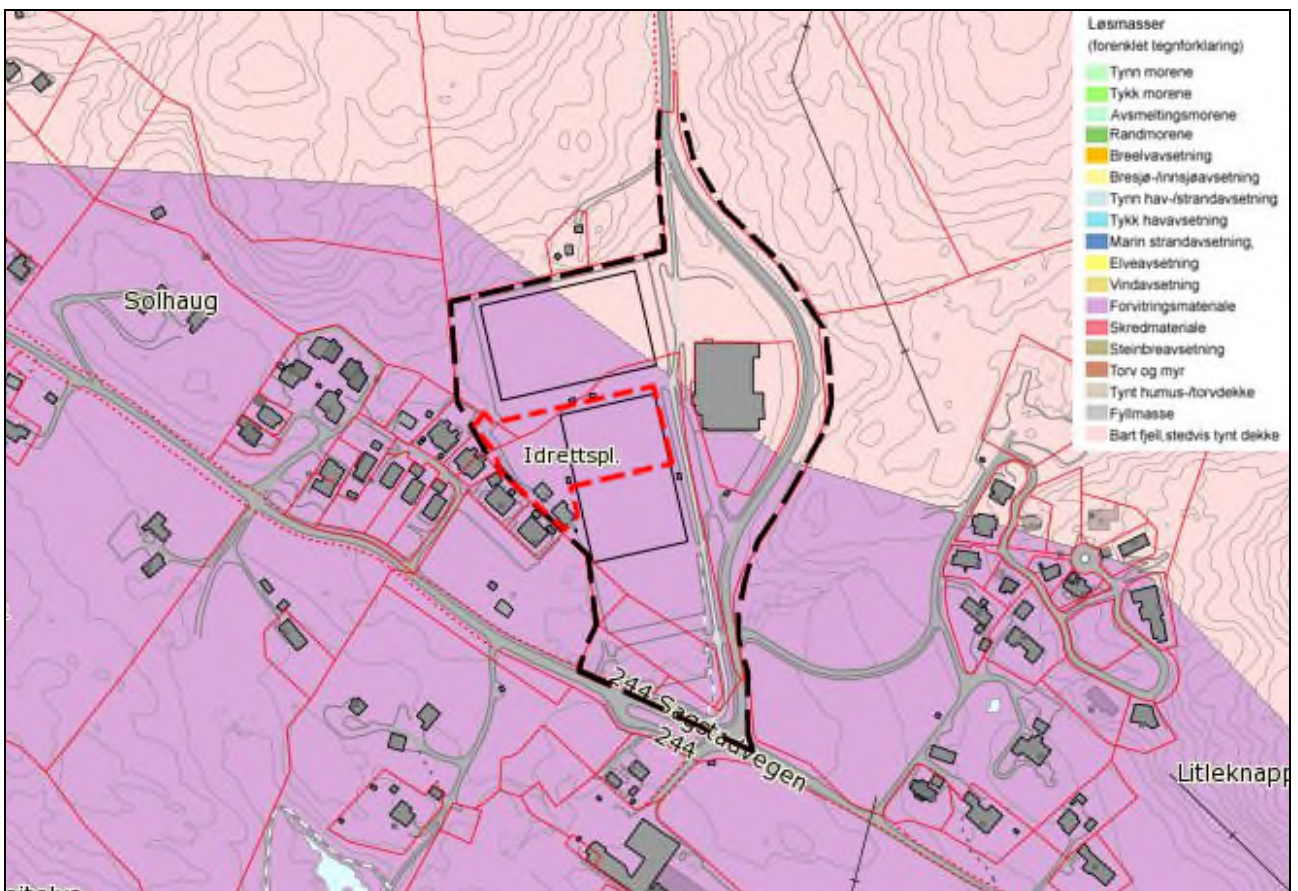 Løsmasser
(forenklet tegnforklaring)
Tynn morene
Tykk morene
Avsmeltingsmorene
Randmorene
Breelvavsetning
Bresjø-/innsjøavsetning
Tynn hav-/strandavsetning
Tykk havavsetning
Marin strandavsetning,
Elveavsetning
Vindavsetning
Forvitringsmateriale
Skredmateriale
Steinbreavsetning
Torv og myr
Tynt humus-/torvdekke
Fyllmasse
Bart fjell,stedvis tynt dekke
Solhaug
Idrettspl.
244 Sagstadvegen
244
Litleknapp